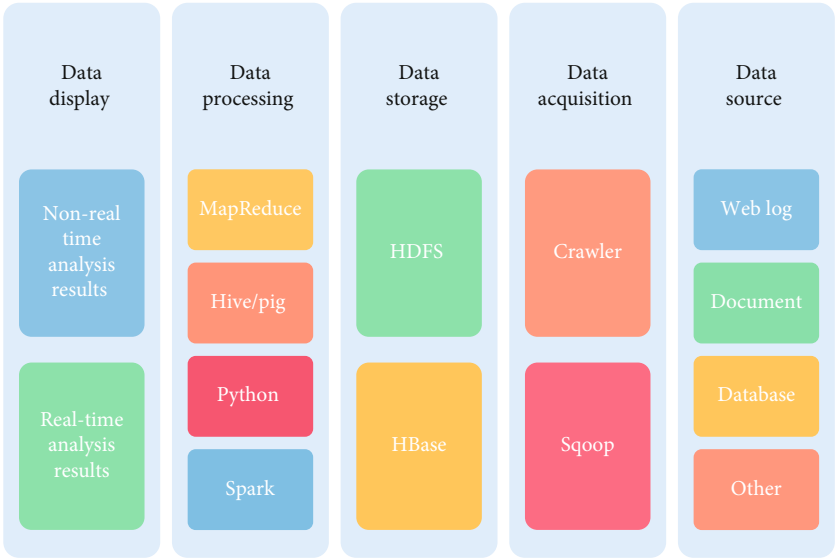 Data
display
Non-real
time
analysis
results
Real-time
analysis
results
Data
processing
MapReduce
Hive/pig
Python
Spark
Data
storage
HDFS
HBase
Data
acquisition
Crawler
Sqoop
Data
source
Web log
Document
Database
Other